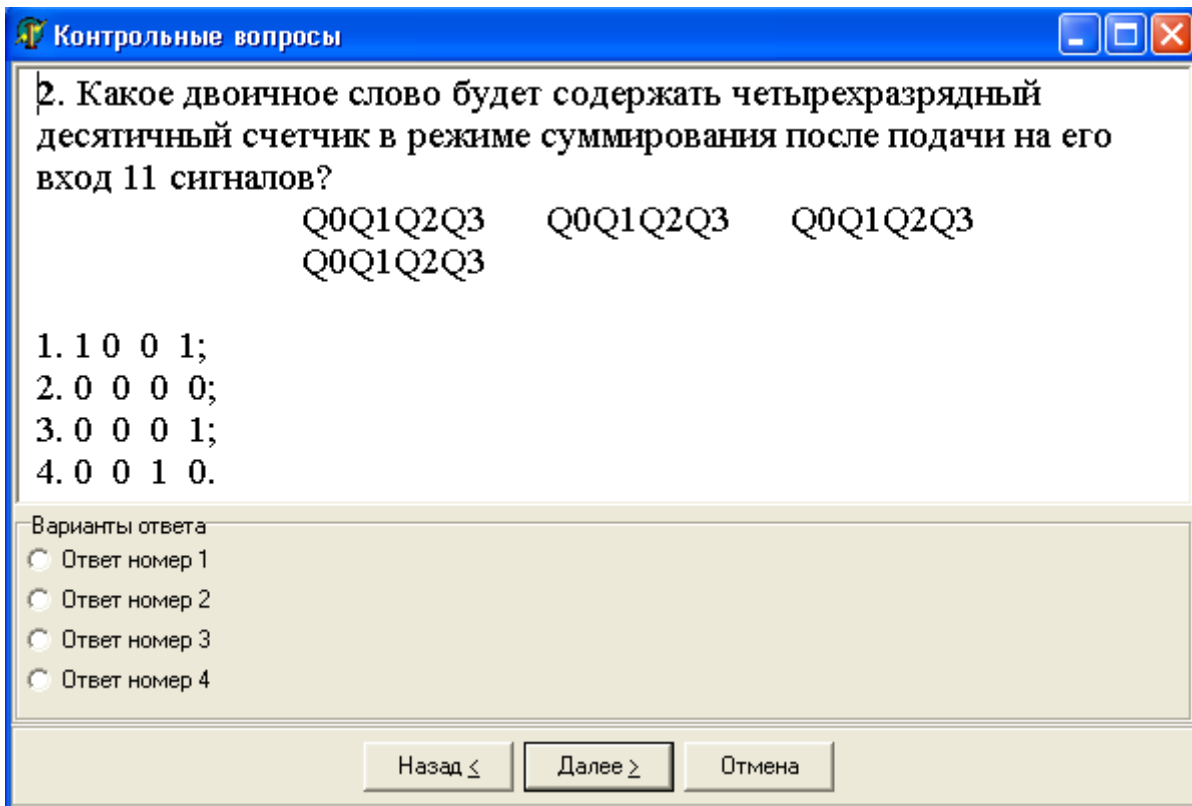 Контрольные вопросы
2. Какое двоичное слово будет содержать четырехразрядный
десятичный счетчик в режиме суммирования после подачи на его
вход 11 сигналов?
Q0Q1Q2Q3 Q0Q1Q2Q3 Q0Q1Q2Q3
Q0Q1Q2Q3
1. 1 0 0 1;
2. 0 0 0 0;
3. 0 0 0 1;
4. 0 0 1 0.
Варианты ответа
Ответ номер 1
Ответ номер 2
Ответ номер 3
Ответ номер 4
Назад < Далее > Отмена